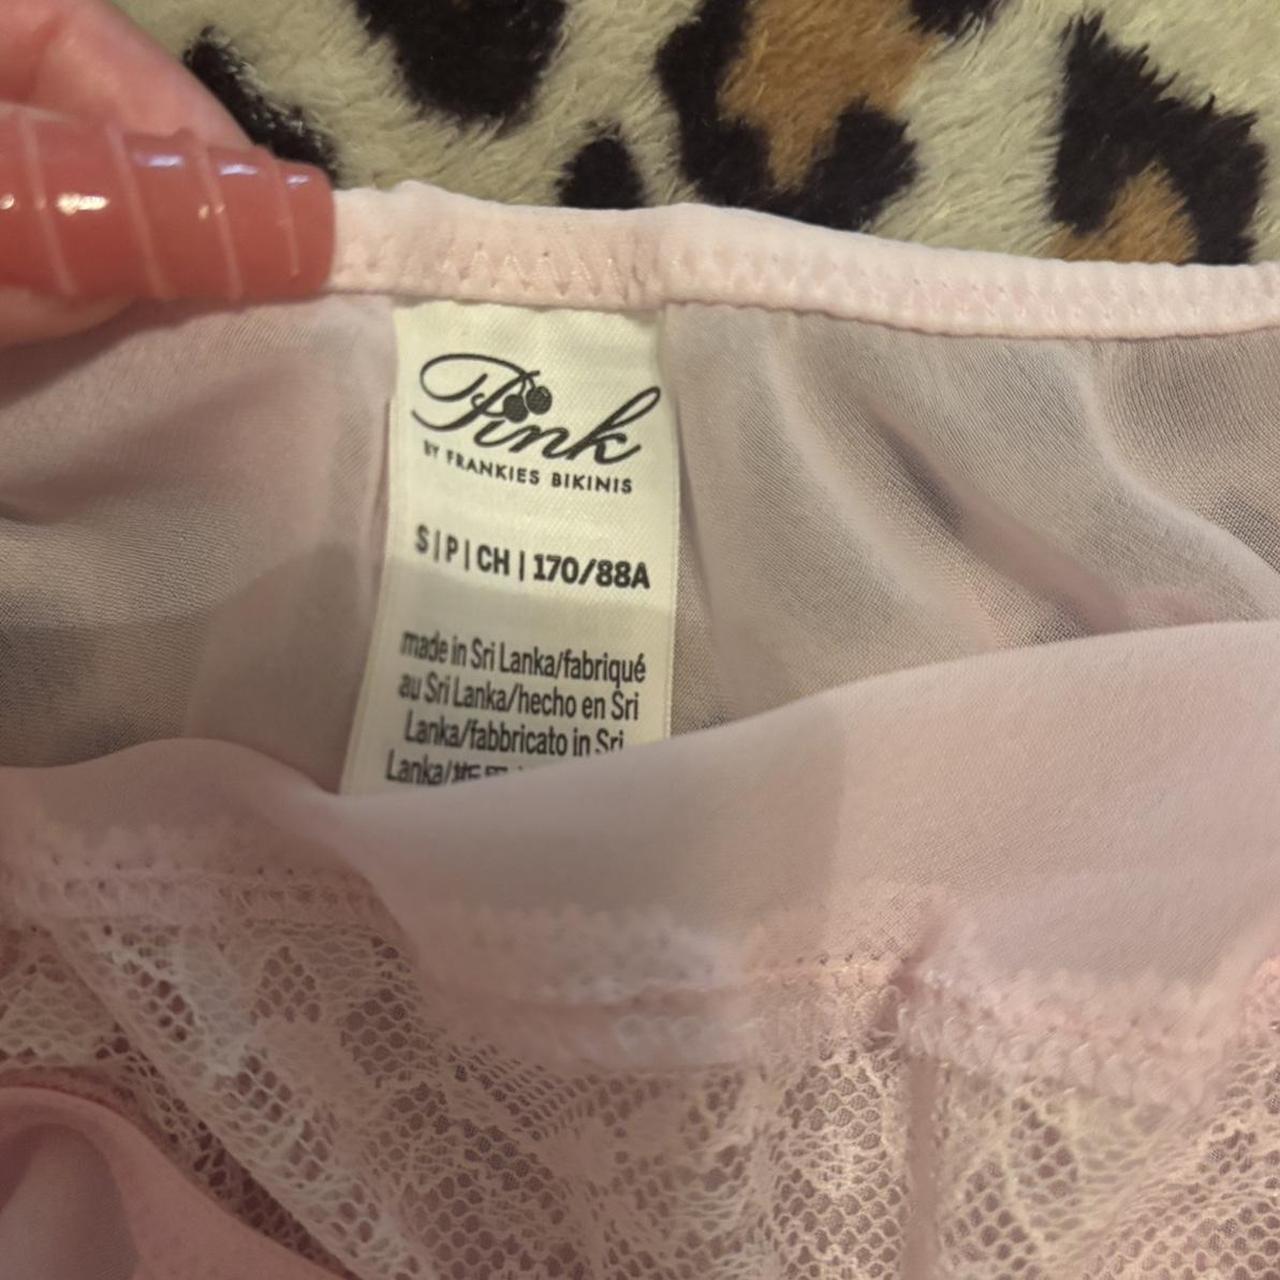 Pink
BY FRANKIES BIKINIS
S | P | CH | 170/88A
made in Sri Lanka/fabriqué
au Sri Lanka/hecho en Sri
Lanka/fabbricato in Sri
Lanka/